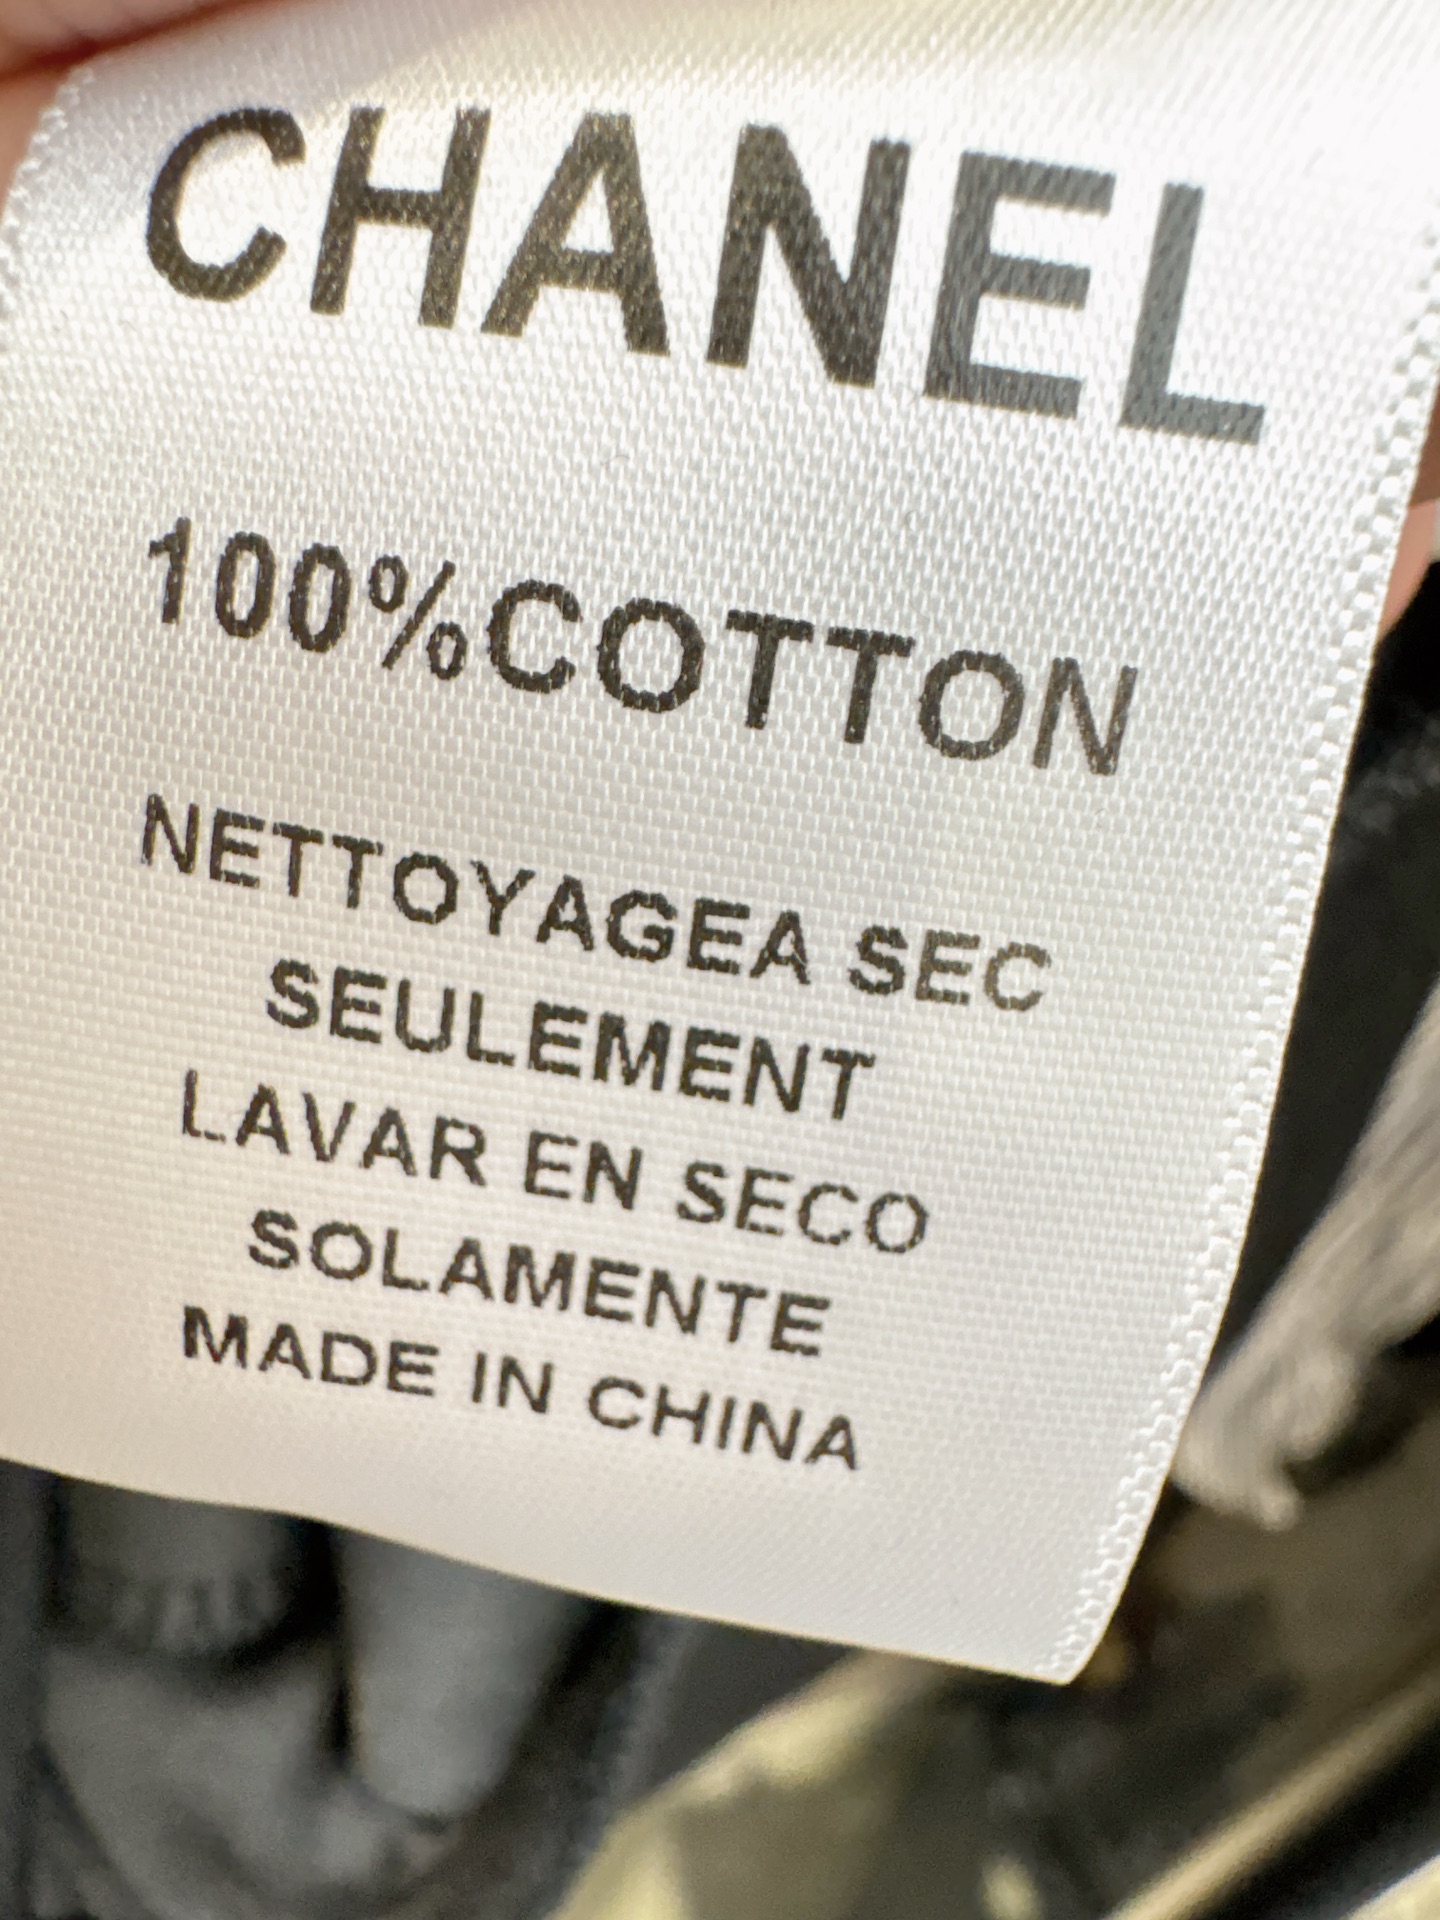 CHANEL
100%COTTON
NETTOYAGEA SEC
SEULEMENT
LAVAR EN SECO
SOLAMENTE
MADE IN CHINA